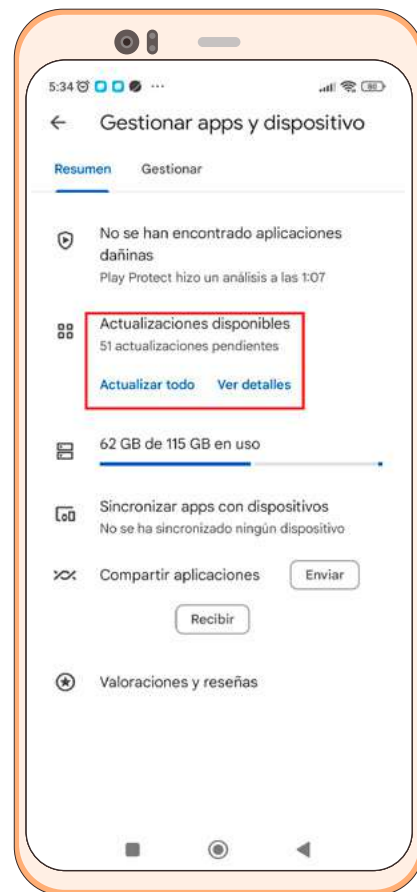 5:34
80
Gestionar apps y dispositivo
Resumen Gestionar
No se han encontrado aplicaciones
dañinas
Play Protect hizo un análisis a las 1:07
Actualizaciones disponibles
51 actualizaciones pendientes
Actualizar todo Ver detalles
62 GB de 115 GB en uso
Sincronizar apps con dispositivos
No se ha sincronizado ningún dispositivo
Compartir aplicaciones Enviar
Recibir
Valoraciones y reseñas